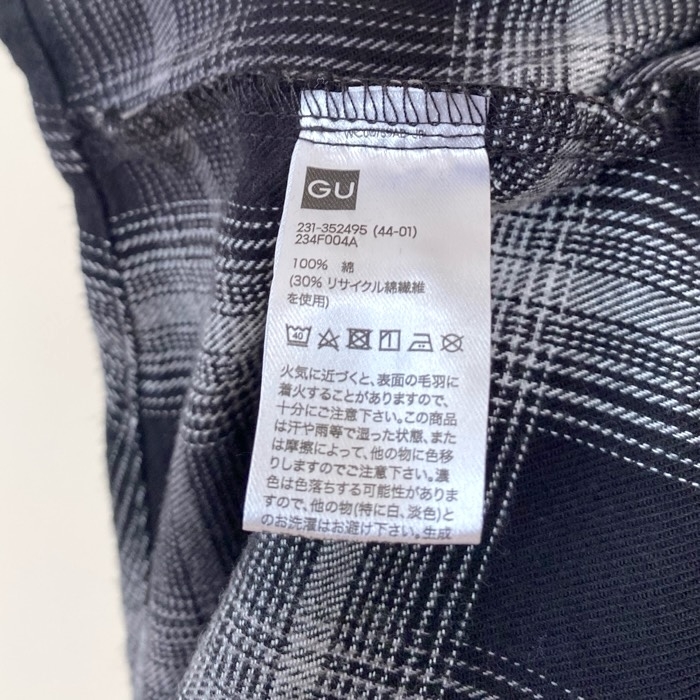 GU
231-352495 (44-01)
234F004A
100% 綿
(30% リサイクル綿繊維
を使用)
40
火気に近づくと、表面の毛羽に
着火することがありますので、
十分にご注意下さい。この商品
は汗や雨等で湿った状態、また
は摩擦によって、他の物に色移
りしますのでご注意下さい。濃
色は色落ちする可能性がありま
すので、他の物(特に白、淡色)と
のお洗濯はお避け下さい。生成